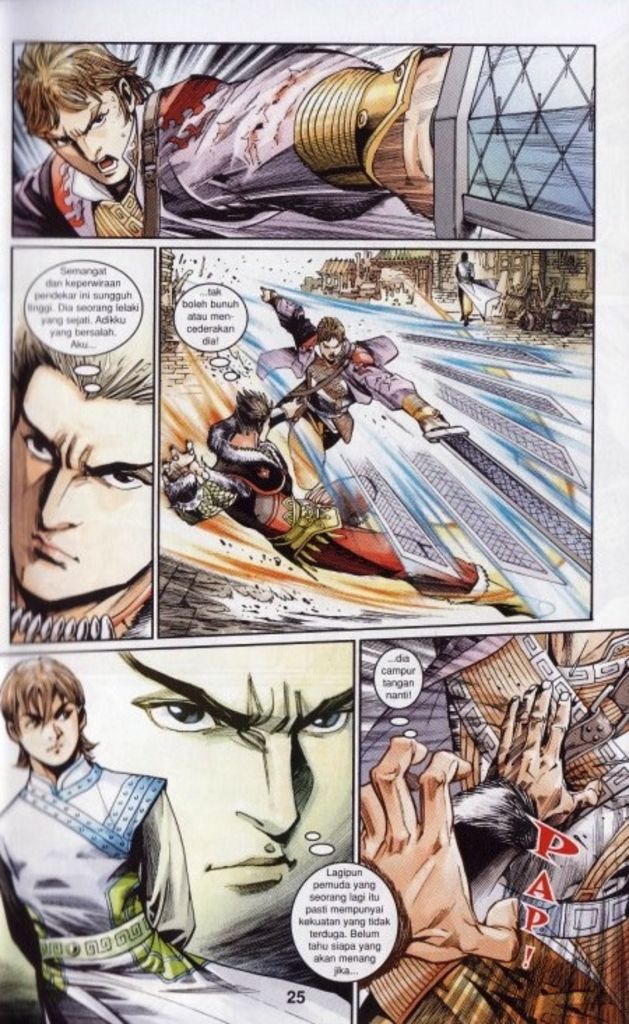 Semangat
dan keperwiraan
pendekar ini sungguh
tinggi. Dia seorang lelaki
yang sejati. Adikku
yang bersalah.
Aku...
...tak
boleh bunuh
atau men-
cederakan
dia!
Lagipun
pemuda yang
seorang lagi itu
pasti mempunyai
kekuatan yang tidak
terduga. Belum
tahu siapa yang
akan menang
jika...
...dia
campur
tangan
nanti!
PAP!
25